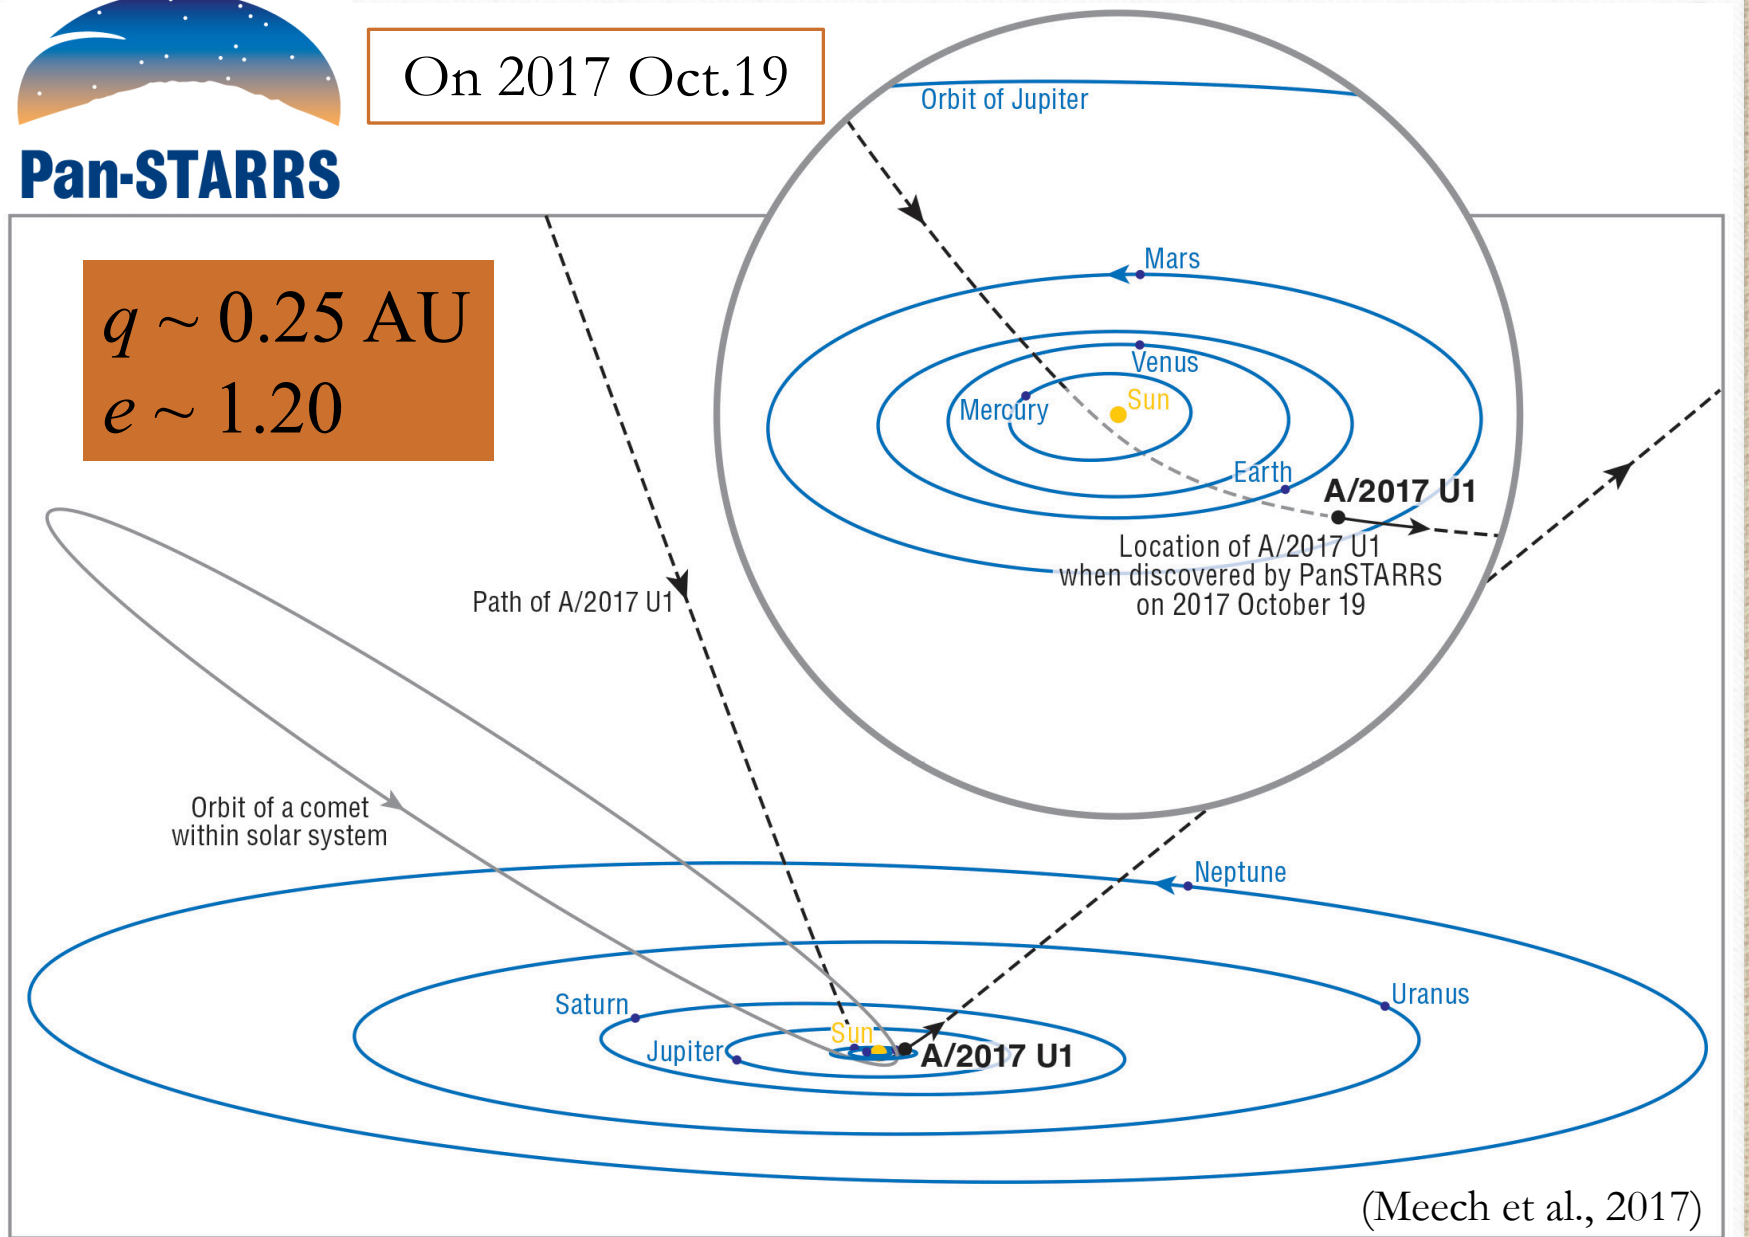 On 2017 Oct.19
Pan-STARRS
q ~ 0.25 AU
e ~ 1.20
Orbit of Jupiter
Mars
Venus
Sun
Mercury
Earth
A/2017 U1
Location of A/2017 U1
when discovered by PanSTARRS
on 2017 October 19
Path of A/2017 U1
Orbit of a comet
within solar system
Neptune
Uranus
Saturn
Sun
Jupiter
A/2017 U1
(Meech et al., 2017)